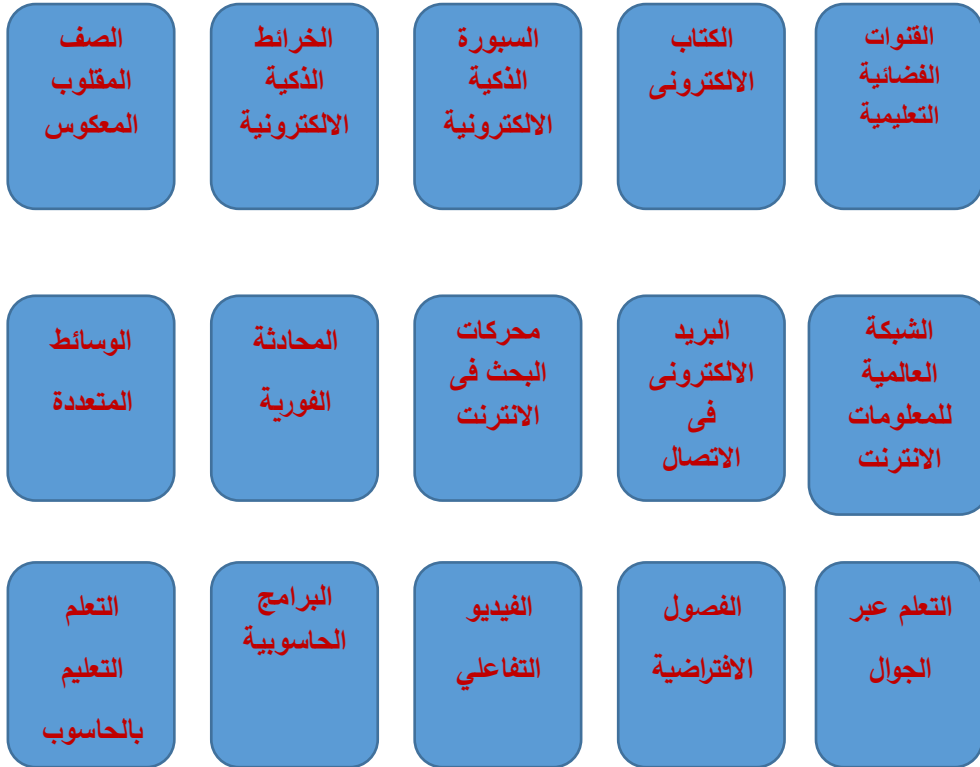 القنوات
الفضائية
التعليمية
الكتاب
الالكترونى
السبورة
الذكية
الالكترونية
الخرائط
الذكية
الالكترونية
الصف
المقلوب
المعكوس
الشبكة
العالمية
للمعلومات
الانترنت
البريد
الالكترونى
فى
الاتصال
محركات
البحث فى
الانترنت
المحادثة
الفورية
الوسائط
المتعددة
التعلم عبر
الجوال
الفصول
الافتراضية
الفيديو
التفاعلي
البرامج
الحاسوبية
التعلم
التعليم
بالحاسوب